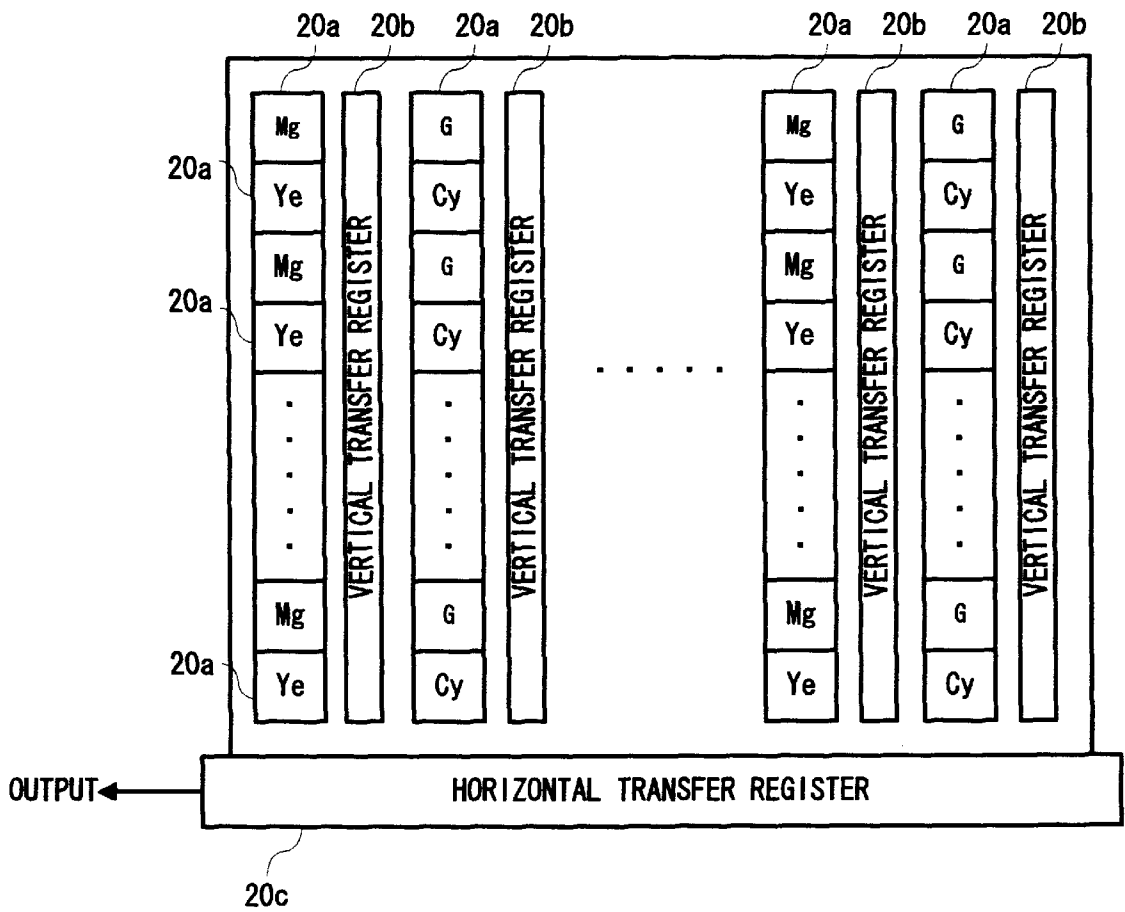 20a 20b 20a 20b 20a 20b 20a 20b
Mg G Mg G
20a
Ye Cy Ye Cy
Mg G Mg G
20a
Ye Cy Ye Cy
VERTICAL TRANSFER REGISTER
VERTICAL TRANSFER REGISTER
VERTICAL TRANSFER REGISTER
VERTICAL TRANSFER REGISTER
Mg G Mg G
20a
Ye Cy Ye Cy
OUTPUT
HORIZONTAL TRANSFER REGISTER
20c